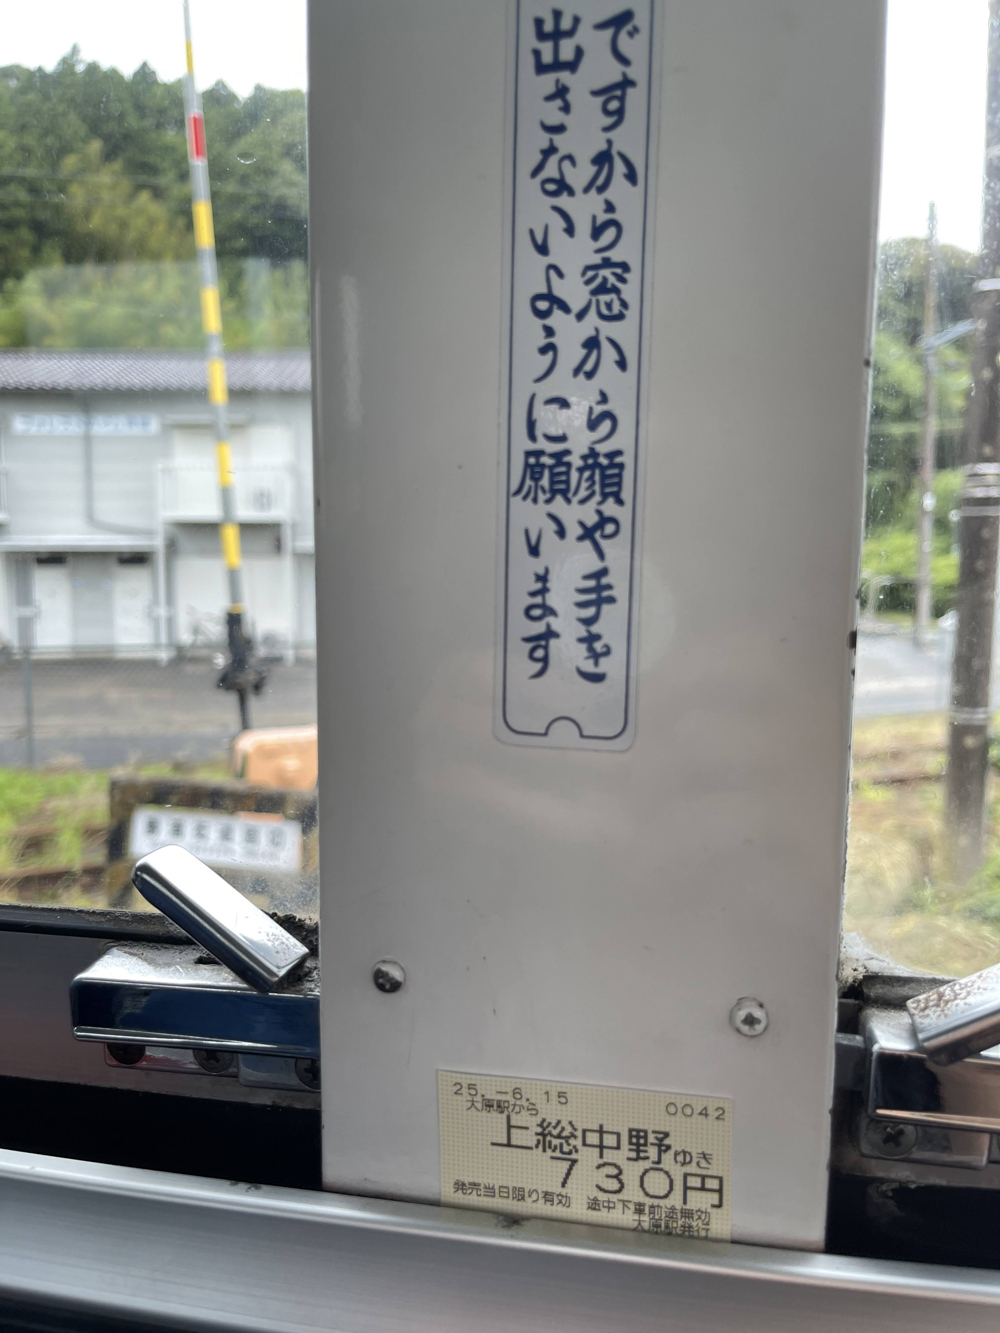 ですから窓から顔や手を
出さないように願います
25.-6.15
0042
大原駅から
上総中野ゆき
730円
発売当日限り有効 途中下車前途無効
大原駅発行